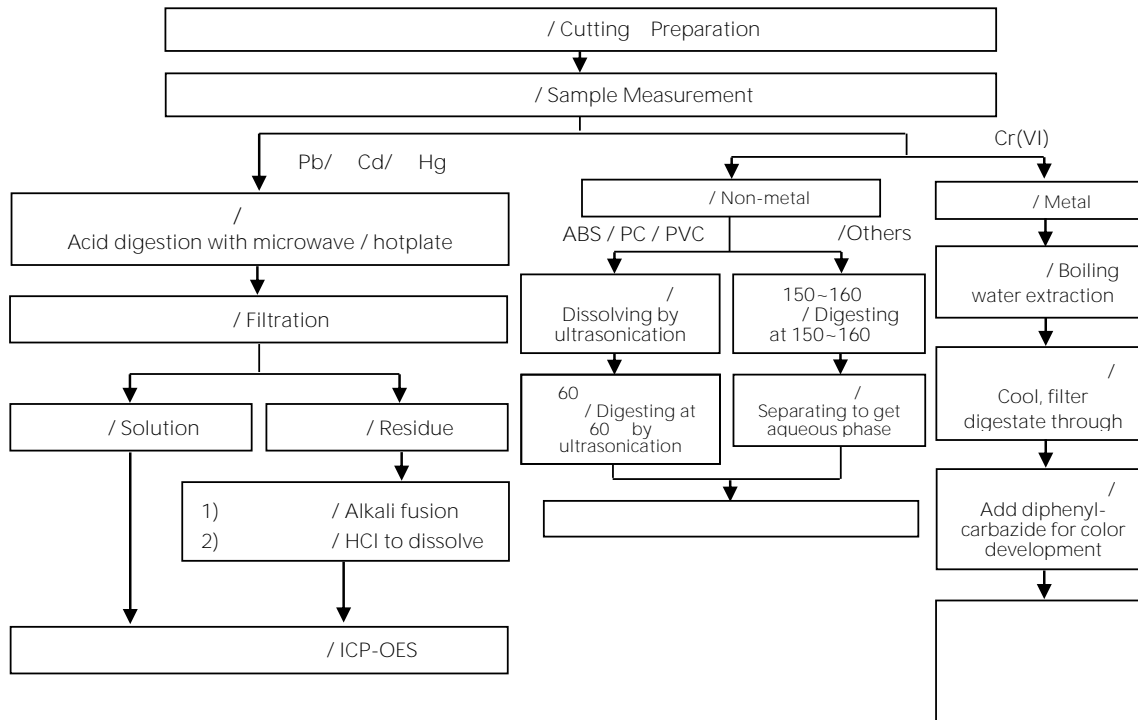 / Cutting Preparation
/ Sample Measurement
Pb/ Cd/ Hg
Cr(VI)
/
Acid digestion with microwave / hotplate
/ Filtration
/ Solution
/ Residue
1) / Alkali fusion
2) / HCl to dissolve
/ ICP-OES
/ Non-metal
ABS / PC / PVC
/Others
/
Dissolving by
ultrasonication
60
/ Digesting at
60 by
ultrasonication
150~160
/ Digesting
at 150~160
/
Separating to get
aqueous phase
/ Metal
/ Boiling
water extraction
/
Cool, filter
digestate through
/
Add diphenyl-
carbazide for color
development